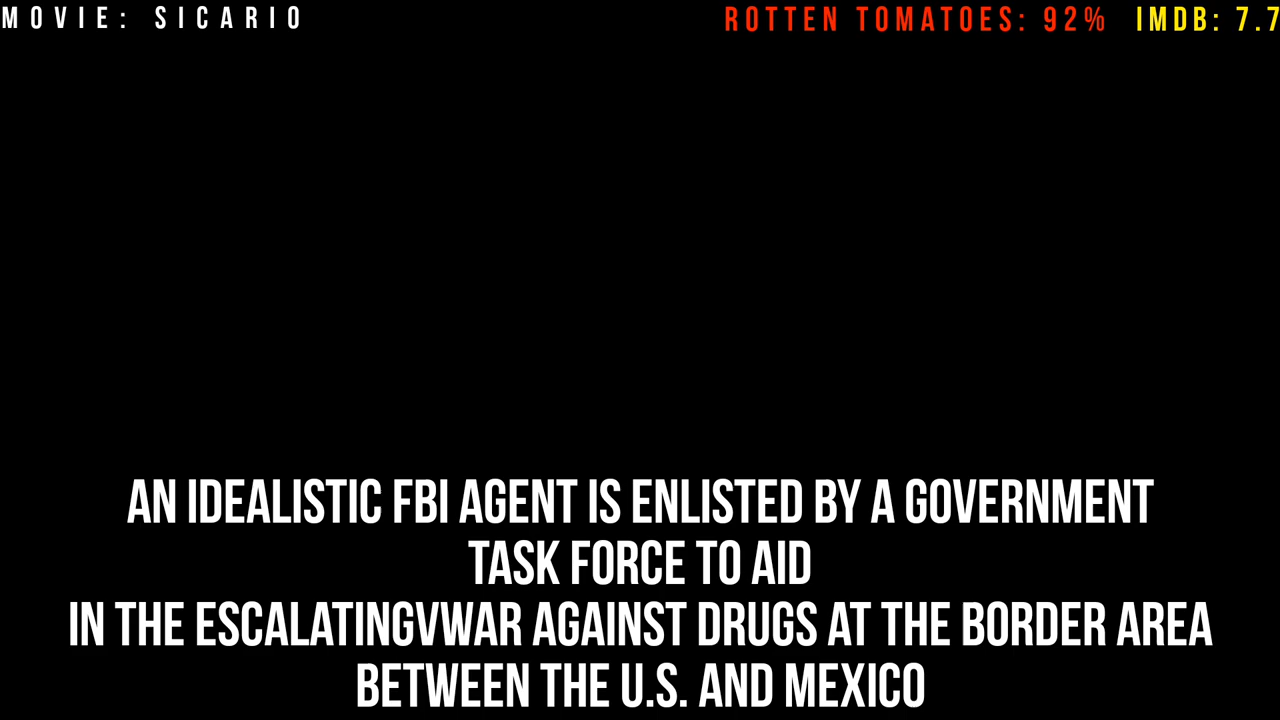 MOVIE: SICARIO
ROTTEN TOMATOES: 92% IMDB: 7.7
AN IDEALISTIC FBI AGENT IS ENLISTED BY A GOVERNMENT
TASK FORCE TO AID
IN THE ESCALATINGVWAR AGAINST DRUGS AT THE BORDER AREA
BETWEEN THE U.S. AND MEXICO